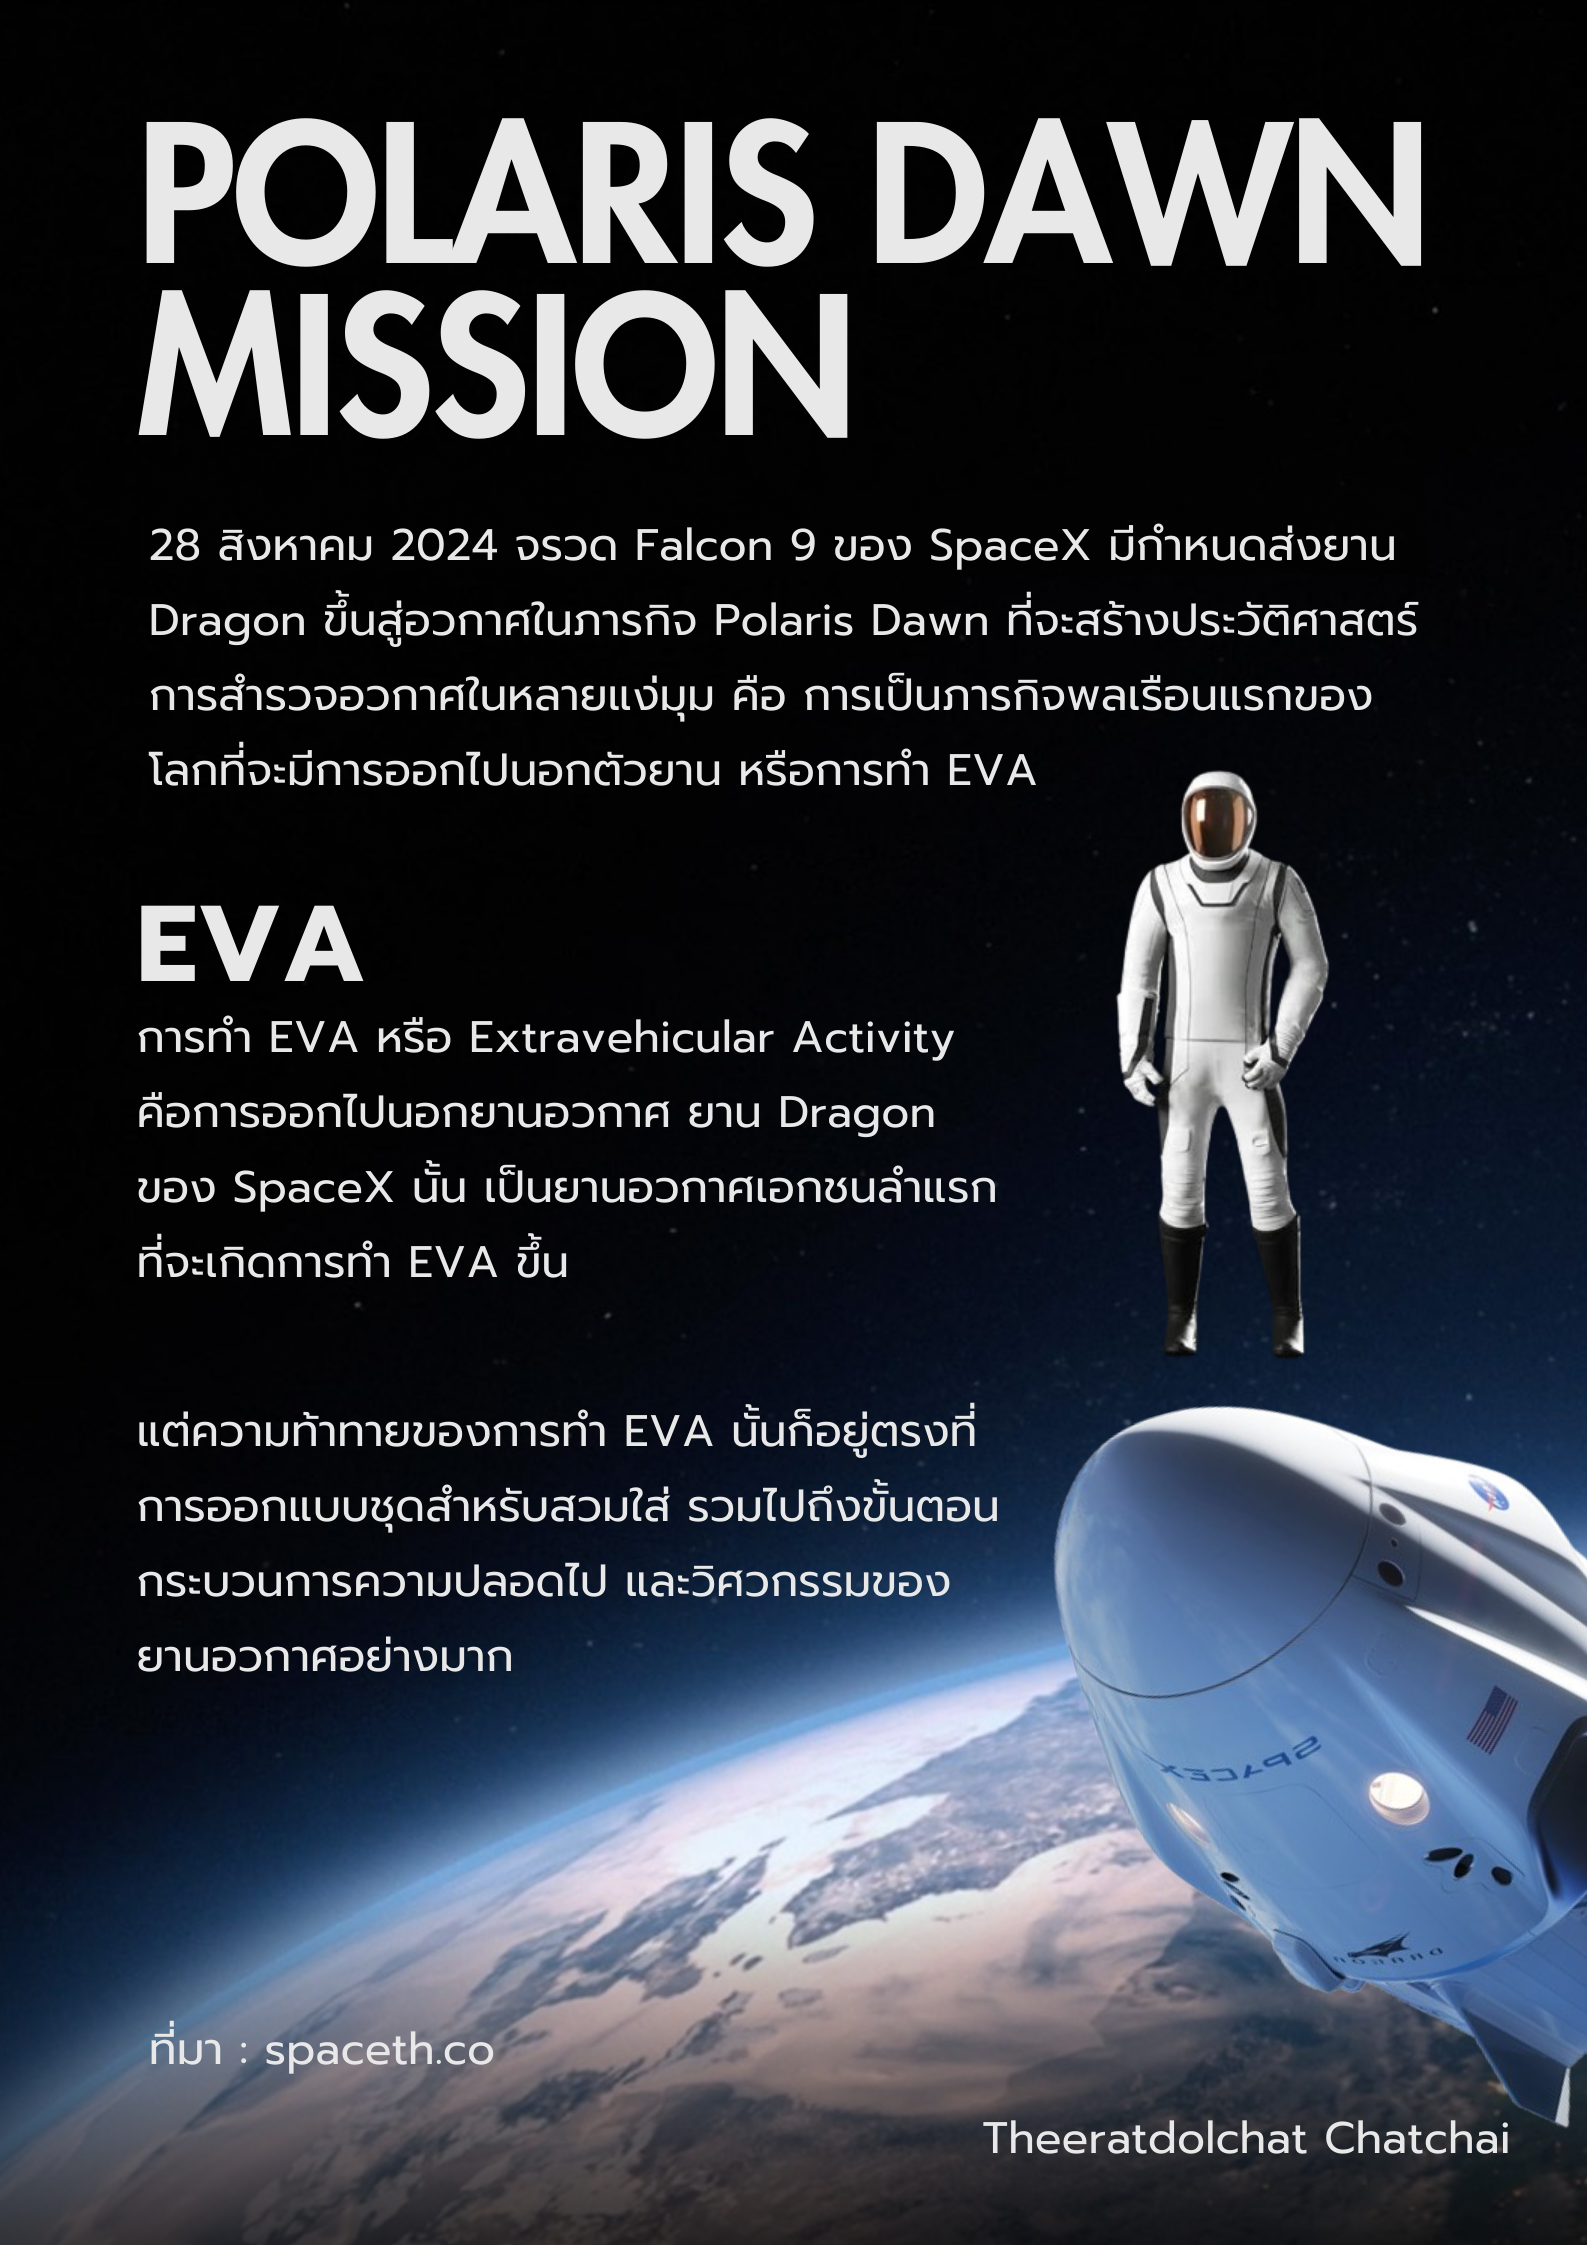 POLARIS DAWN
MISSION
28 สิงหาคม 2024 จรวด Falcon 9 ของ SpaceX มีกำหนดส่งยาน
Dragon ขึ้นสู่อวกาศในภารกิจ Polaris Dawn ที่จะสร้างประวัติศาสตร์
การสำรวจอวกาศในหลายแง่มุม คือ การเป็นภารกิจพลเรือนแรกของ
โลกที่จะมีการออกไปนอกตัวยาน หรือการทำ EVA
EVA
การทำ EVA หรือ Extravehicular Activity
คือการออกไปนอกยานอวกาศ ยาน Dragon
ของ SpaceX นั้น เป็นยานอวกาศเอกชนลำแรก
ที่จะเกิดการทำ EVA ขึ้น
แต่ความท้าทายของการทำ EVA นั้นก็อยู่ตรงที่
การออกแบบชุดสำหรับสวมใส่ รวมไปถึงขั้นตอน
กระบวนการความปลอดไป และวิศวกรรมของ
ยานอวกาศอย่างมาก
SPACEX
DRAGON
ที่มา : spaceth.co
Theeratdolchat Chatchai